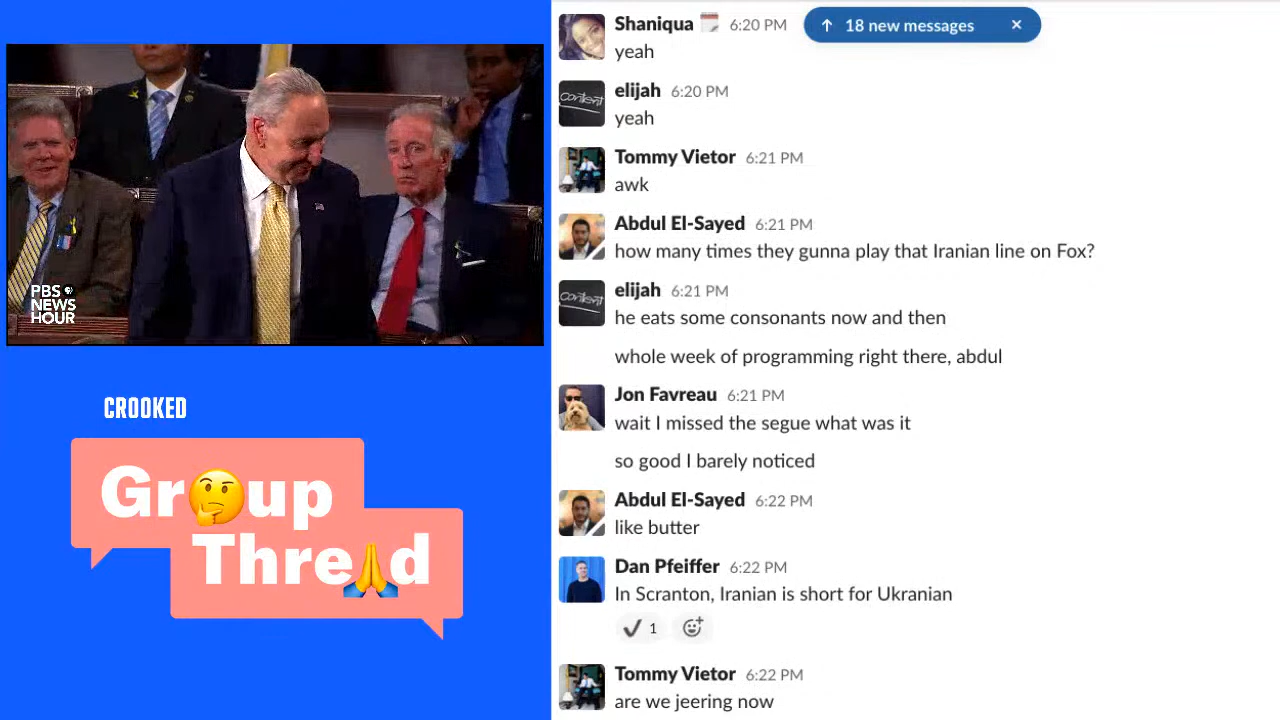 PBS
NEWS
HOUR
CROOKED
Gr🤔up
Thre🙏d
18 new messages
Shaniqua 6:20 PM
yeah
elijah 6:20 PM
yeah
Tommy Vietor 6:21 PM
awk
Abdul El-Sayed 6:21 PM
how many times they gunna play that Iranian line on Fox?
elijah 6:21 PM
he eats some consonants now and then
whole week of programming right there, abdul
Jon Favreau 6:21 PM
wait I missed the segue what was it
so good I barely noticed
Abdul El-Sayed 6:22 PM
like butter
Dan Pfeiffer 6:22 PM
In Scranton, Iranian is short for Ukranian
1
Tommy Vietor 6:22 PM
are we jeering now
content
content